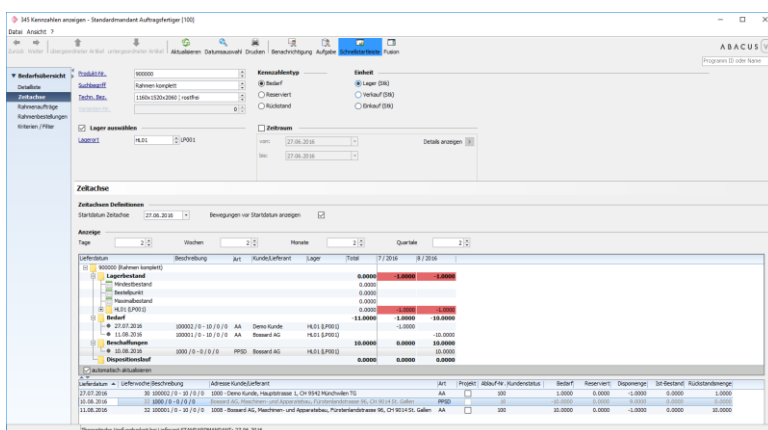 345 Kennzahlen anzeigen - Standardmandant Auftragsfertiger [100]
Datei Ansicht ?
Zurück Weiter übergeordneter Artikel untergeordneter Artikel Aktualisieren Datumsauswahl Drucken Benachrichtigung Aufgabe Schnellstartleiste Fusion
ABACUS
Programm ID oder Name
Bedarfsübersicht
Detailliste
Zeitachse
Rahmenaufträge
Rahmenbestellungen
Kriterien / Filter
Produkt Nr. 900000
Suchbegriff Rahmen komplett
Techn. Bez. 1160x1520x2060 | rostfrei
0
Kennzahlentyp
Bedarf
Reserviert
Rückstand
Einheit
Lager (Stk)
Verkauf (Stk)
Einkauf (Stk)
Lager auswählen
Lagerort HL01 LP001
Zeitraum
von: 27.06.2016
bis: 27.06.2016
Details anzeigen
Zeitachse
Zeitachsen Definitionen
Startdatum Zeitachse 27.06.2016 Bewegungen vor Startdatum anzeigen
Anzeige
Tage 2 Wochen 2 Monate 2 Quartale 2
Lieferdatum Beschreibung Art Kunde/Lieferant Lager Total 7 / 2016 8 / 2016
900000 (Rahmen komplett)
Lagerbestand 0.0000 -1.0000 -1.0000
Mindestbestand 0.0000
Bestellpunkt 0.0000
Maximalbestand 0.0000
HL01 (LP001) 0.0000 -1.0000 -1.0000
Bedarf -11.0000 -1.0000 -10.0000
27.07.2016 100002 / 0 - 10 / 0 / 0 AA Demo Kunde HL01 (LP001) -1.0000
11.08.2016 100001 / 0 - 10 / 0 / 0 AA Bossard AG HL01 (LP001) -10.0000
Beschaffungen 10.0000 0.0000 10.0000
10.08.2016 1000 / 0 - 0 / 0 / 0 PPSD Bossard AG HL01 (LP001) 10.0000
Dispositionslauf 0.0000 0.0000 0.0000
automatisch aktualisieren
Lieferdatum Lieferwoche Beschreibung Adresse Kunde/Lieferant Art Projekt Ablauf-Nr. Kundenstatus Bedarf Reserviert Dispomenge Ist-Bestand Rückstandsmenge
27.07.2016 30 100002 / 0 - 10 / 0 / 0 1000 - Demo Kunde, Hauptstrasse 1, CH 9542 Münchwilen TG AA 100 1.0000 0.0000 -1.0000 0.0000 1.0000
10.08.2016 32 1000 / 0 - 0 / 0 / 0 Bossard AG, Maschinen- und Apparatebau, Fürstenlandstrasse 96, CH 9014 St. Gallen PPSD 10 -10.0000 0.0000 0.0000 0.0000
11.08.2016 32 100001 / 0 - 10 / 0 / 0 1008 - Bossard AG, Maschinen- und Apparatebau, Fürstenlandstrasse 96, CH 9014 St. Gallen AA 100 10.0000 0.0000 -10.0000 0.0000 10.0000